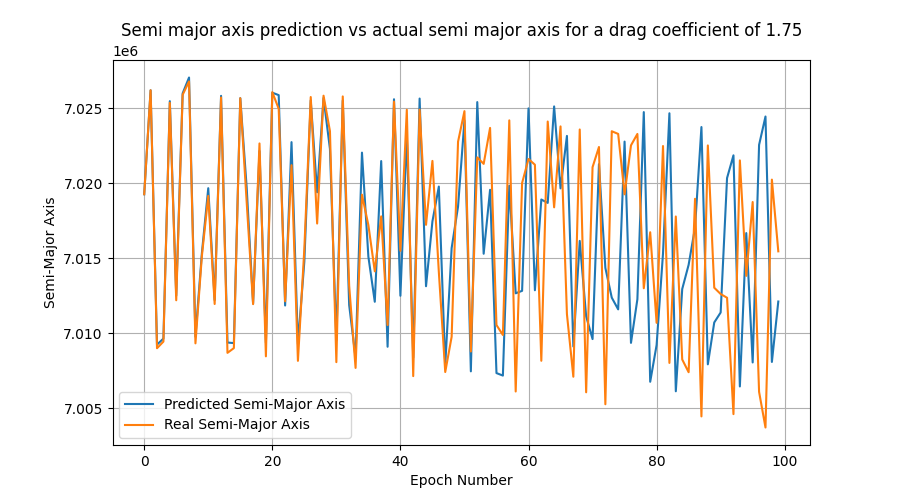 Semi major axis prediction vs actual semi major axis for a drag coefficient of 1.75
1e6
7.025
7.020
7.015
7.010
7.005
Semi-Major Axis
Predicted Semi-Major Axis
Real Semi-Major Axis
0 20 40 60 80 100
Epoch Number